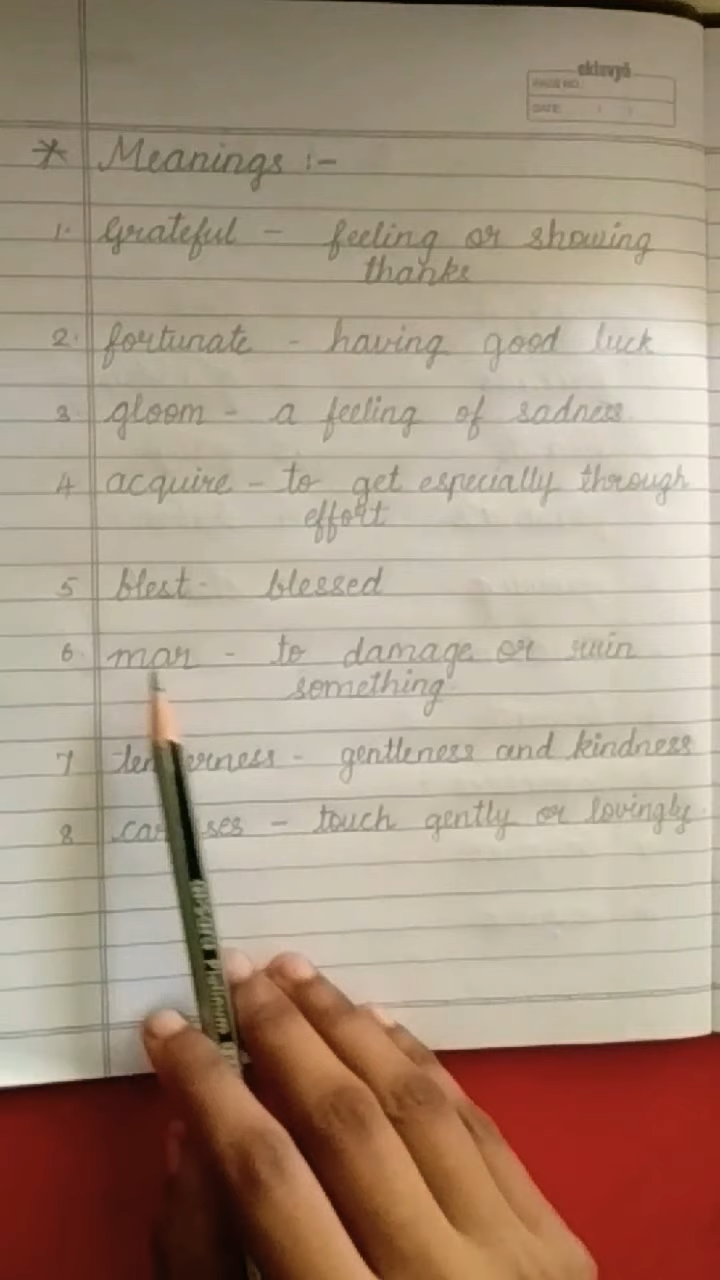 eklavya
PAGE NO.:
DATE: / /
* Meanings :-
1. Grateful - feeling or showing
thanks
2. fortunate - having good luck
3. gloom - a feeling of sadness
4 acquire - to get especially through
effort
5 blest - blessed
6. mar - to damage or ruin
something
7 - gentleness and kindness
8 - touch gently or lovingly.
Platinum